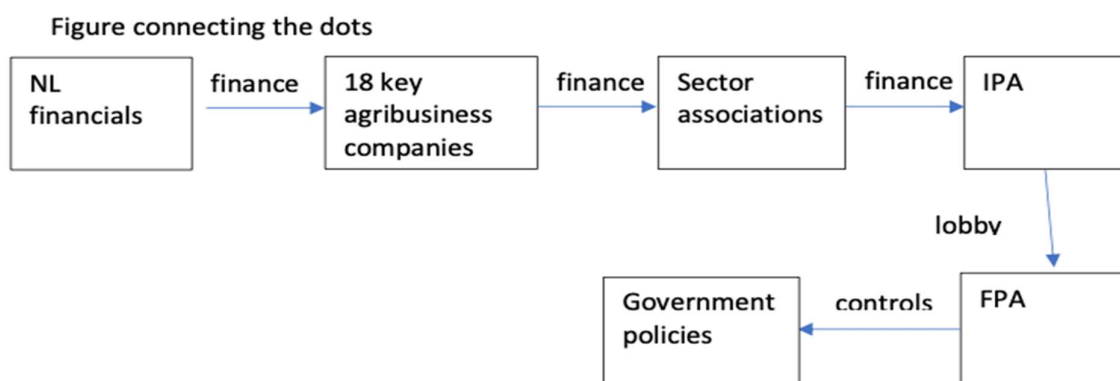 Figure connecting the dots
NL
financials
finance
18 key
agribusiness
companies
finance
Sector
associations
finance
IPA
lobby
FPA
controls
Government
policies